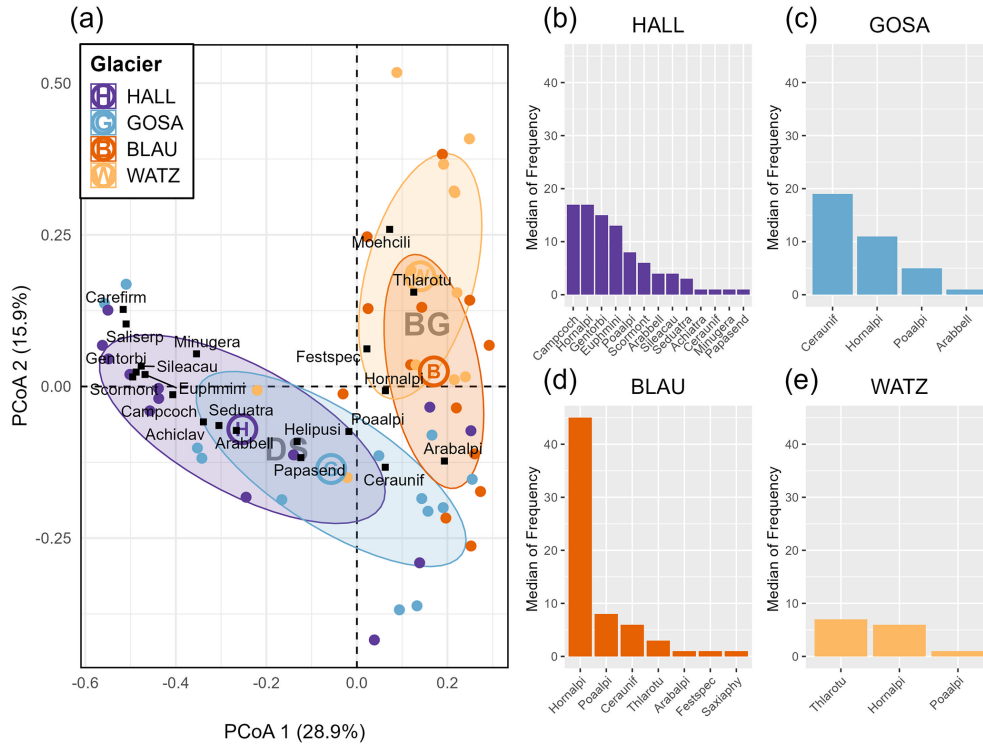 (a)
Glacier
H HALL
G GOSA
B BLAU
W WATZ
PCoA 2 (15.9%)
0.50
0.25
0.00
-0.25
-0.6
-0.4
-0.2
0.0
0.2
PCoA 1 (28.9%)
Moehcili
Thlarotu
W
BG
Carefirm
Saliserp
Minugera
Festspec
Gentorbi
Sileacau
B
Scormont
Euphmini
Hornalpi
Campcoch
Seduatra
Poaalpi
Achiclav
H
Arabbell
Helipusi
Arabalpi
DS
G
Papasend
Ceraunif
(b)
HALL
Median of Frequency
40
30
20
10
0
Campcoch
Hornalpi
Gentorbi
Euphmini
Poaalpi
Scormont
Arabbell
Sileacau
Seduatra
Achiatra
Ceraunif
Minugera
Papasend
(c)
GOSA
Median of Frequency
40
30
20
10
0
Ceraunif
Hornalpi
Poaalpi
Arabbell
(d)
BLAU
Median of Frequency
40
30
20
10
0
Hornalpi
Poaalpi
Ceraunif
Thlarotu
Arabalpi
Festspec
Saxiaphy
(e)
WATZ
Median of Frequency
40
30
20
10
0
Thlarotu
Hornalpi
Poaalpi